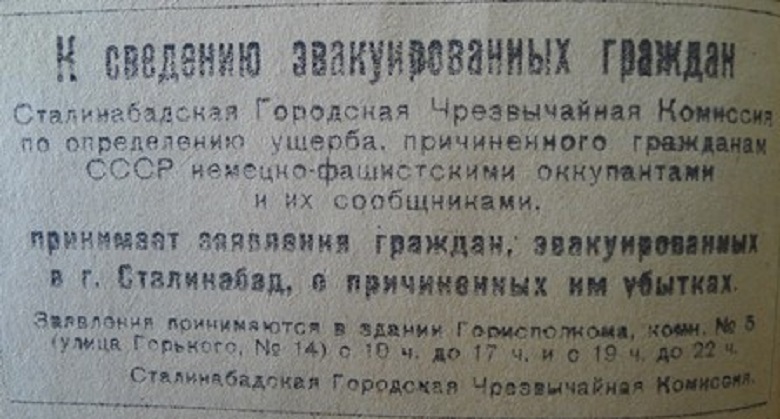 К сведению эвакуированных граждан
Сталинабадская Городская Чрезвычайная Комиссия
по определению ущерба, причиненного гражданам
СССР немецко-фашистскими оккупантами
и их сообщниками,
принимает заявления граждан, эвакуированных
в г. Сталинабад, о причиненных им убытках.
Заявления принимаются в здании Горисполкома, комн. № 5
(улица Горького, № 14) с 10 ч. до 17 ч. и с 19 ч. до 22 ч.
Сталинабадская Городская Чрезвычайная Комиссия.